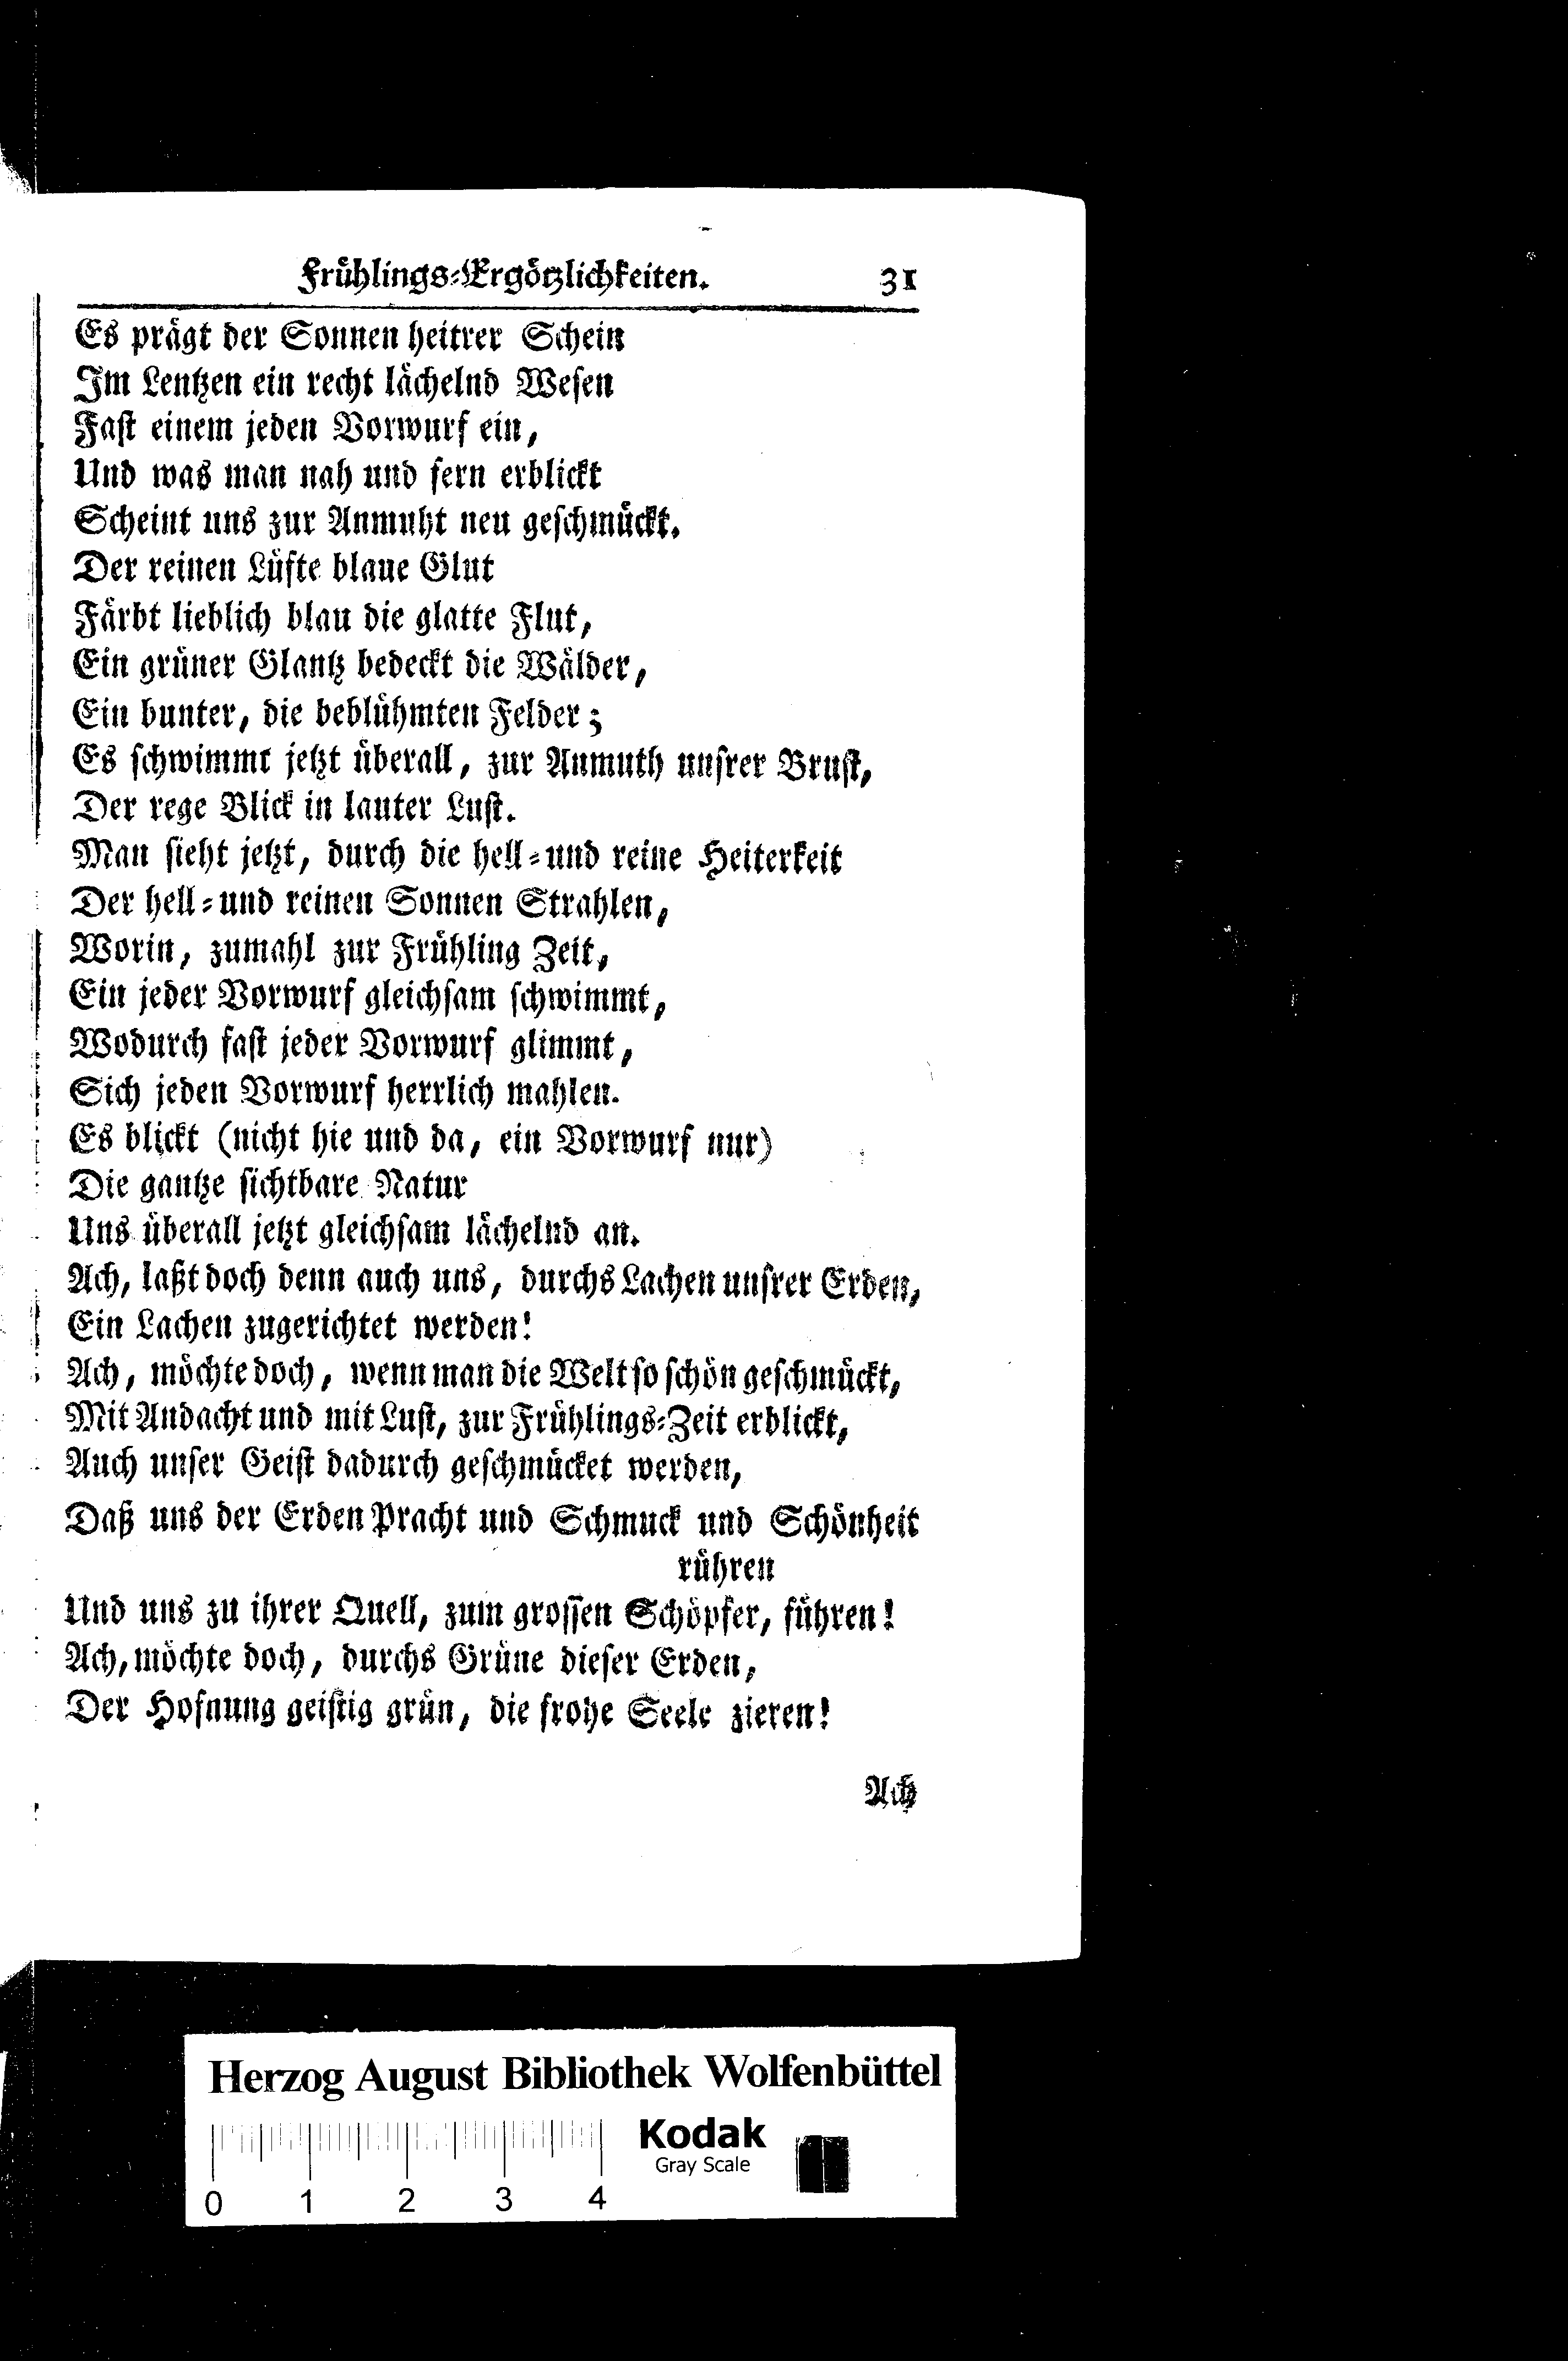 Frühlings-Ergötzlichkeiten. 31
Es prägt der Sonnen heitrer Schein
Im Lentzen ein recht lächelnd Wesen
Fast einem jeden Vorwurf ein,
Und was man nah und fern erblickt
Scheint uns zur Anmuht neu geschmückt.
Der reinen Lüfte blaue Glut
Färbt lieblich blau die glatte Flut,
Ein grüner Glantz bedeckt die Wälder,
Ein bunter, die beblühmten Felder;
Es schwimmt jetzt überall, zur Anmuth unsrer Brust,
Der rege Blick in lauter Lust.
Man sieht jetzt, durch die hell-und reine Heiterkeit
Der hell-und reinen Sonnen Strahlen,
Worin, zumahl zur Frühling Zeit,
Ein jeder Vorwurf gleichsam schwimmt,
Wodurch fast jeder Vorwurf glimmt,
Sich jeden Vorwurf herrlich mahlen.
Es blickt (nicht hie und da, ein Vorwurf nur)
Die gantze sichtbare Natur
Uns überall jetzt gleichsam lächelnd an.
Ach, laßt doch denn auch uns, durchs Lachen unsrer Erden,
Ein Lachen zugerichtet werden!
Ach, möchte doch, wenn man die Welt so schön geschmückt,
Mit Andacht und mit Lust, zur Frühlings-Zeit erblickt,
Auch unser Geist dadurch geschmücket werden,
Daß uns der Erden Pracht und Schmuck und Schönheit
rühren
Und uns zu ihrer Quell, zum grossen Schöpfer, führen!
Ach, möchte doch, durchs Grüne dieser Erden,
Der Hofnung geistig grün, die frohe Seele zieren!
Ach
Herzog August Bibliothek Wolfenbüttel
Kodak
Gray Scale
0 1 2 3 4